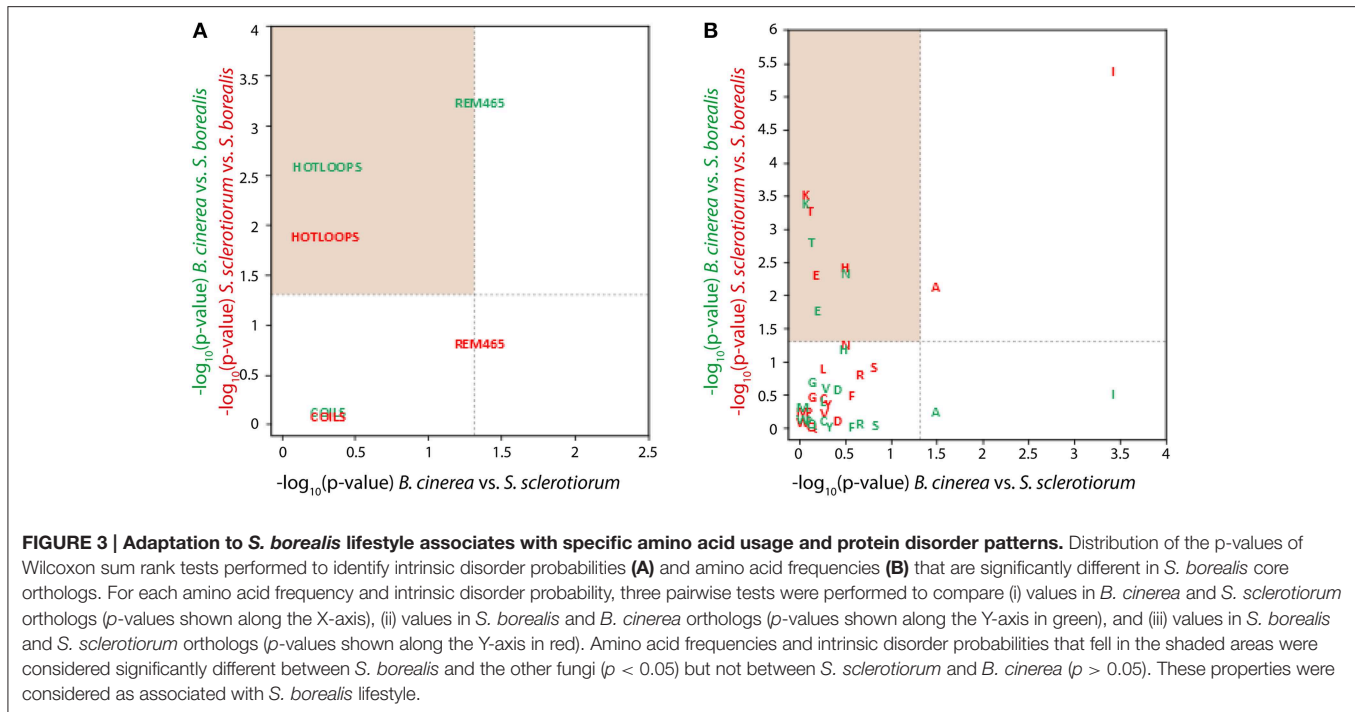 A
4
3.5
3
2.5
2
1.5
1
0.5
0
-log10(p-value) B. cinerea vs. S. borealis
-log10(p-value) S. sclerotiorum vs. S. borealis
REM465
HOTLOOPS
HOTLOOPS
REM465
COILS
COILS
0 0.5 1 1.5 2 2.5
-log10(p-value) B. cinerea vs. S. sclerotiorum
B
6
5.5
5
4.5
4
3.5
3
2.5
2
1.5
1
0.5
0
-log10(p-value) B. cinerea vs. S. borealis
-log10(p-value) S. sclerotiorum vs. S. borealis
I
K
K
T
T
E
H
N
A
E
N
H
L
S
R
G
V
D
I
G
F
A
D
C
Y
F
R
S
0 0.5 1 1.5 2 2.5 3 3.5 4
-log10(p-value) B. cinerea vs. S. sclerotiorum
FIGURE 3 | Adaptation to S. borealis lifestyle associates with specific amino acid usage and protein disorder patterns. Distribution of the p-values of
Wilcoxon sum rank tests performed to identify intrinsic disorder probabilities (A) and amino acid frequencies (B) that are significantly different in S. borealis core
orthologs. For each amino acid frequency and intrinsic disorder probability, three pairwise tests were performed to compare (i) values in B. cinerea and S. sclerotiorum
orthologs (p-values shown along the X-axis), (ii) values in S. borealis and B. cinerea orthologs (p-values shown along the Y-axis in green), and (iii) values in S. borealis
and S. sclerotiorum orthologs (p-values shown along the Y-axis in red). Amino acid frequencies and intrinsic disorder probabilities that fell in the shaded areas were
considered significantly different between S. borealis and the other fungi (p < 0.05) but not between S. sclerotiorum and B. cinerea (p > 0.05). These properties were
considered as associated with S. borealis lifestyle.